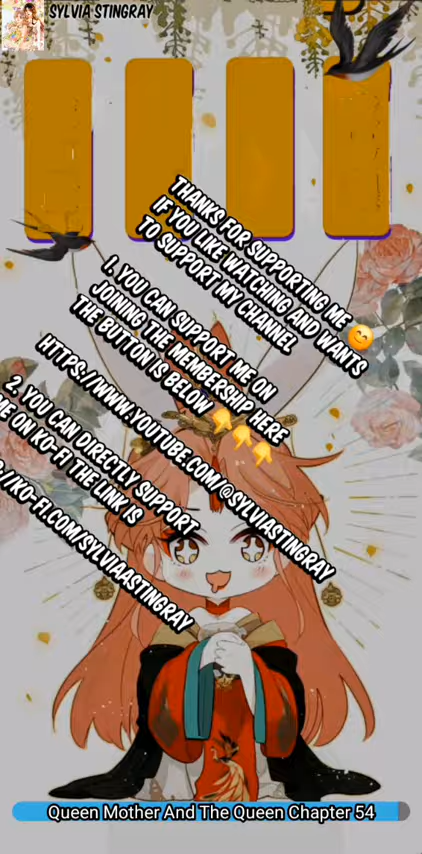 SYLVIA STINGRAY
THANKS FOR SUPPORTING ME 😊
IF YOU LIKE WATCHING AND WANTS
TO SUPPORT MY CHANNEL
1. YOU CAN SUPPORT ME ON
JOINING THE MEMBERSHIP HERE
THE BUTTON IS BELOW 👇👇👇
HTTPS://WWW.YOUTUBE.COM/@SYLVIASTINGRAY
2. YOU CAN DIRECTLY SUPPORT
ME ON KO-FI THE LINK IS
//KO-FI.COM/SYLVIAASTINGRAY
Queen Mother And The Queen Chapter 54